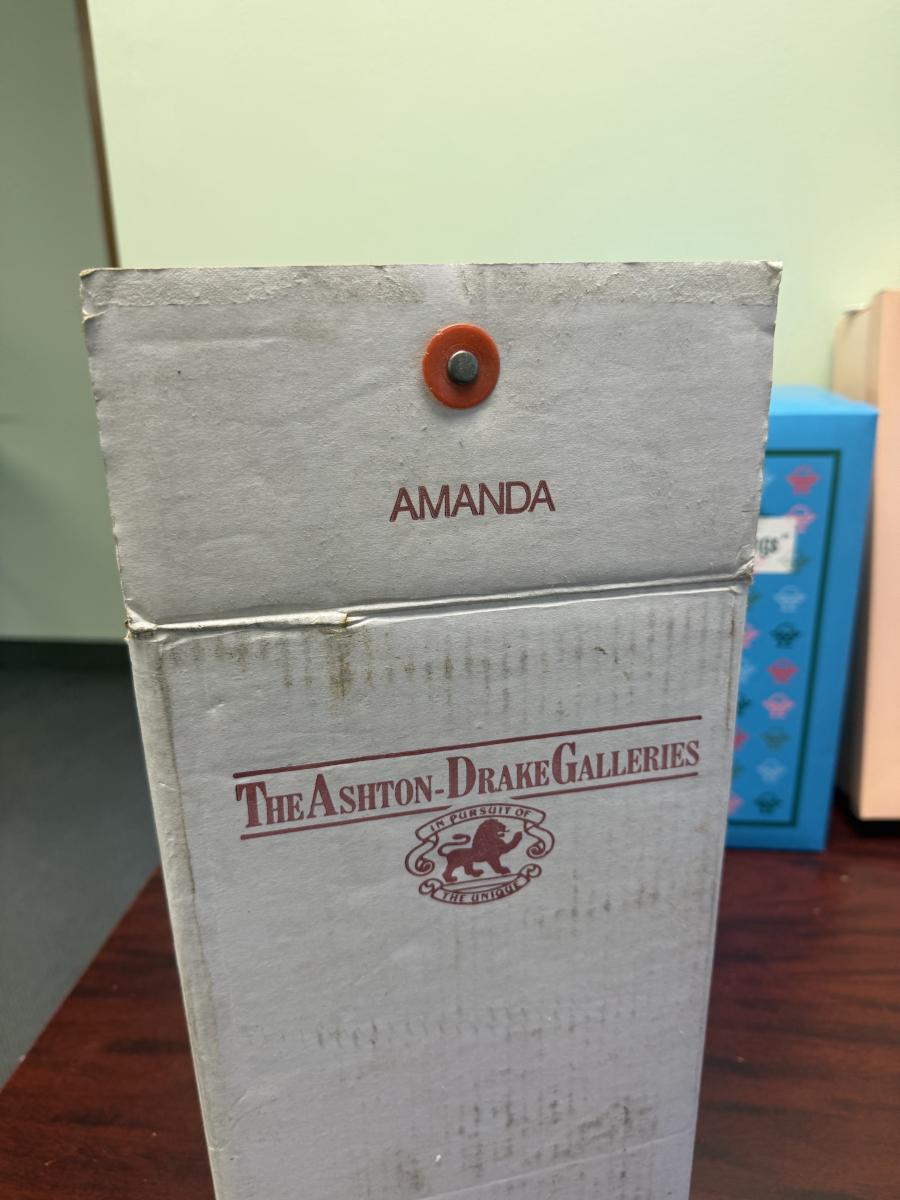 AMANDA
THE ASHTON-DRAKE GALLERIES
IN PURSUIT OF
THE UNIQUE